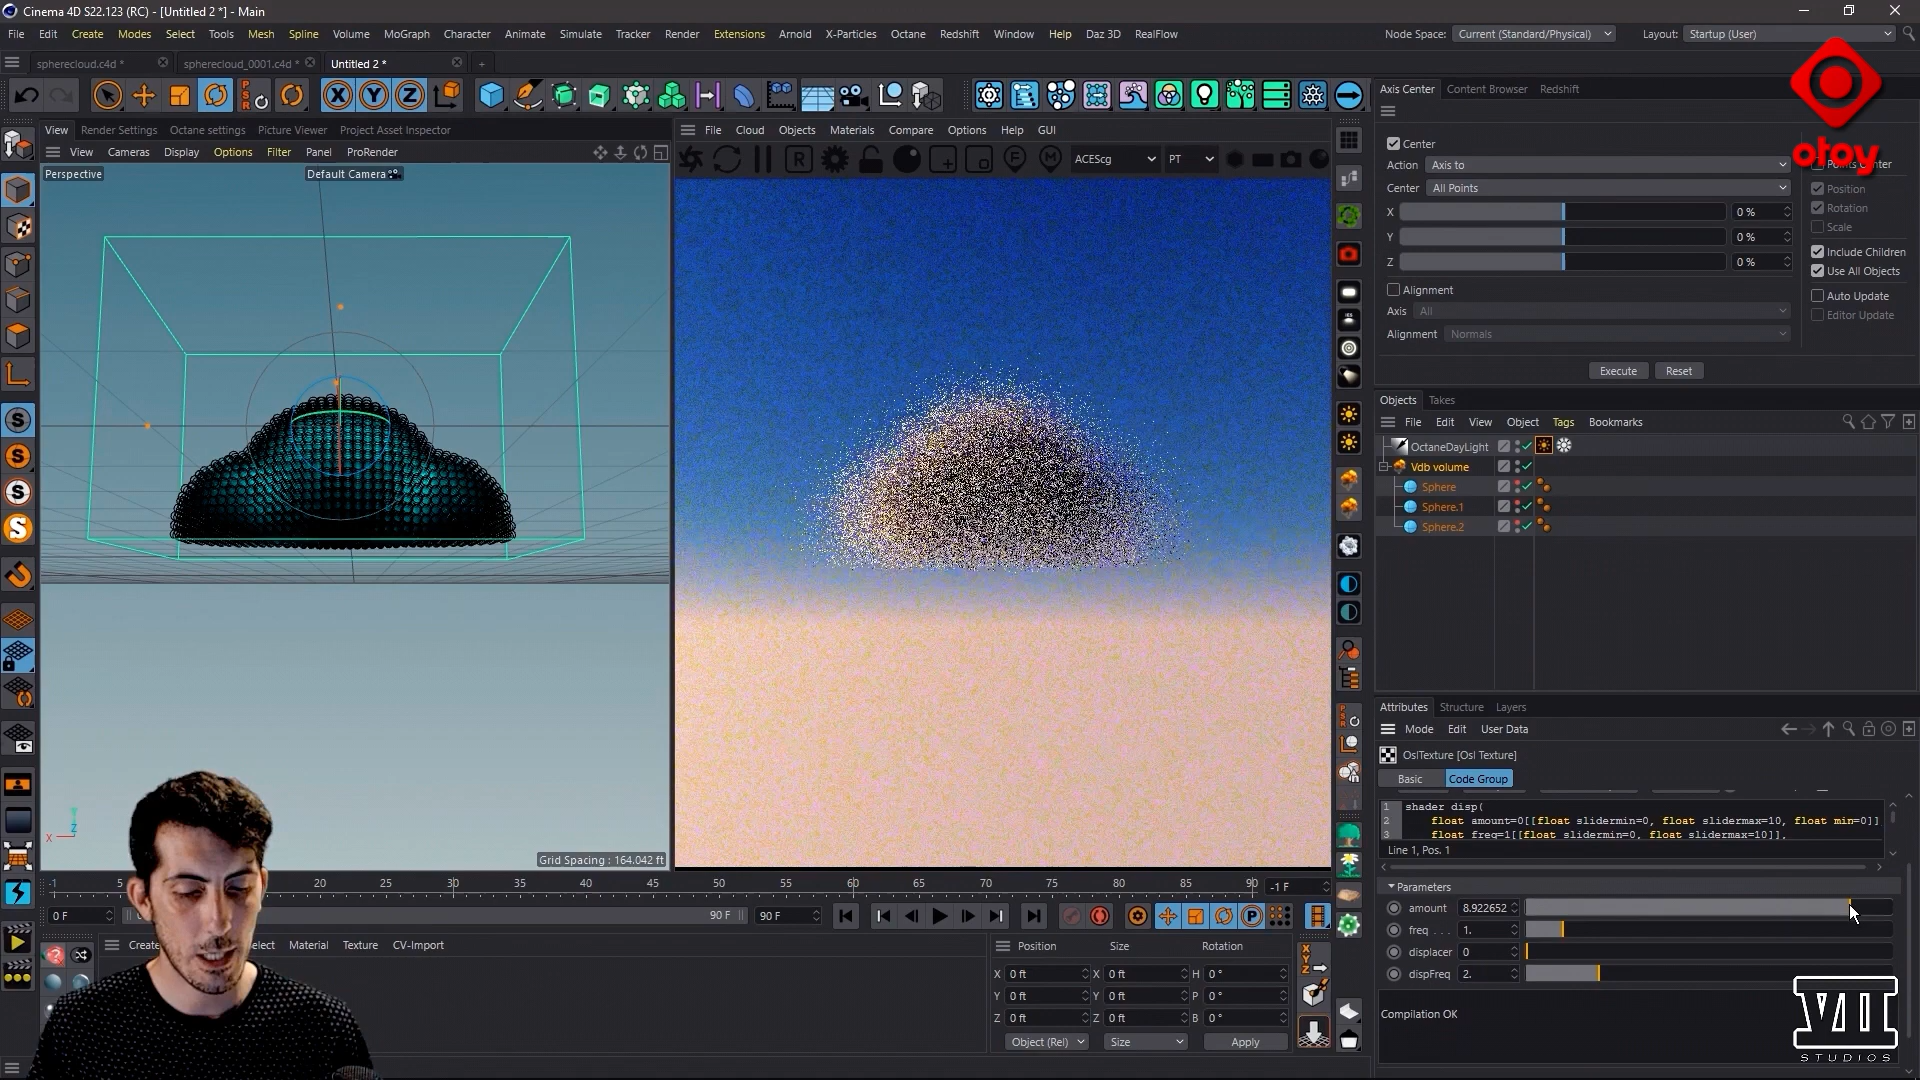 Cinema 4D S22.123 (RC) - [Untitled 2 *] - Main
File Edit Create Modes Select Tools Mesh Spline Volume MoGraph Character Animate Simulate Tracker Render Extensions Arnold X-Particles Octane Redshift Window Help Daz 3D RealFlow Node Space: Current (Standard/Physical) Layout: Startup (User)
spherecloud.c4d * spherecloud_0001.c4d * Untitled 2 *
X Y Z
Axis Center Content Browser Redshift
otoy
View Render Settings Octane settings Picture Viewer Project Asset Inspector
View Cameras Display Options Filter Panel ProRender
Perspective Default Camera
Grid Spacing : 164.042 ft
File Cloud Objects Materials Compare Options Help GUI
ACEScg PT
Center
Action Axis to
Center All Points
X 0 %
Y 0 %
Z 0 %
Alignment
Axis All
Alignment Normals
Points Center
Position
Rotation
Scale
Include Children
Use All Objects
Auto Update
Editor Update
Execute Reset
Objects Takes
File Edit View Object Tags Bookmarks
OctaneDayLight
Vdb volume
Sphere
Sphere.1
Sphere.2
Attributes Structure Layers
Mode Edit User Data
OslTexture [Osl Texture]
Basic Code Group
1 shader disp(
2 float amount=0[[float slidermin=0, float slidermax=10, float min=0]]
3 float freq=1[[float slidermin=0, float slidermax=10]],
Line 1, Pos. 1
Parameters
amount 8.922652
freq . . . 1.
displacer 0
dispFreq 2.
Compilation OK
VII
STUDIOS
-1 5 20 25 30 35 40 45 50 55 60 65 70 75 80 85 90 -1 F
0 F 90 F 90 F
Create Select Material Texture CV-Import
Position Size Rotation
X 0 ft X 0 ft H 0 °
Y 0 ft Y 0 ft P 0 °
Z 0 ft Z 0 ft B 0 °
Object (Rel) Size Apply